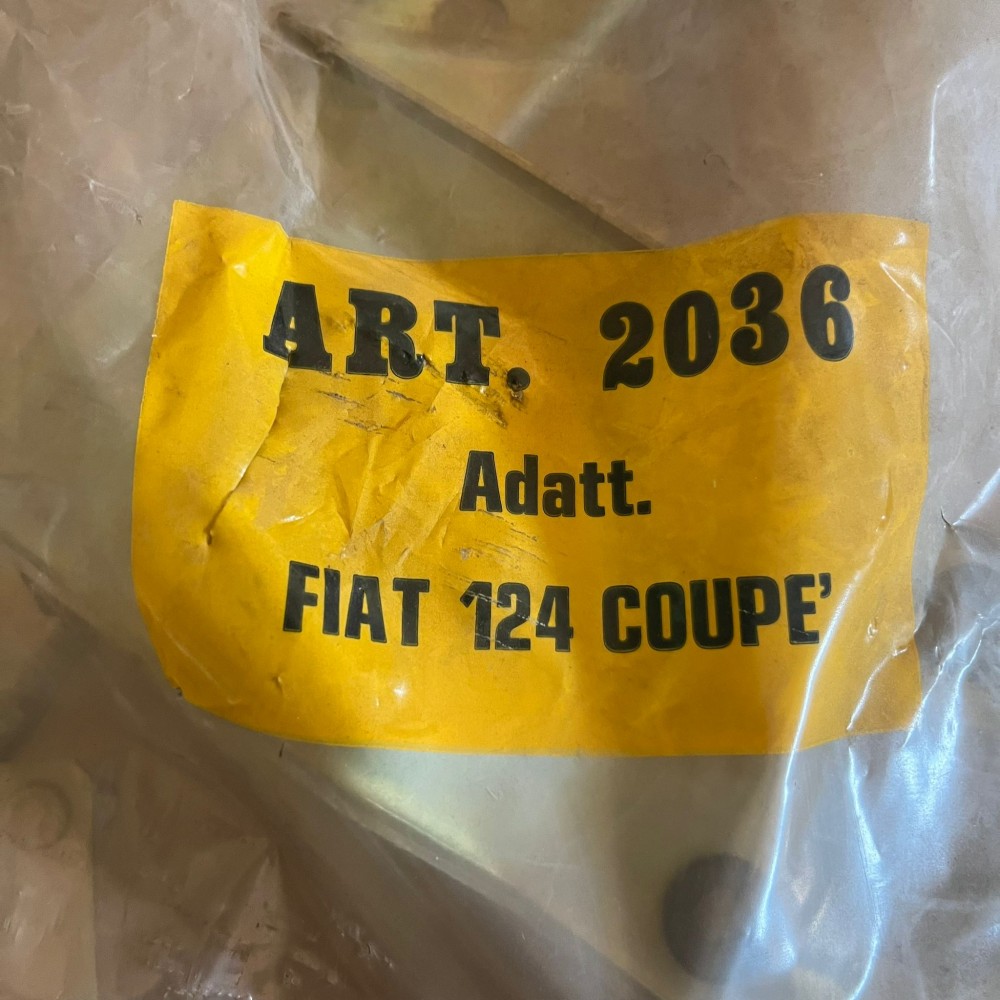 ART. 2036
Adatt.
FIAT 124 COUPE’